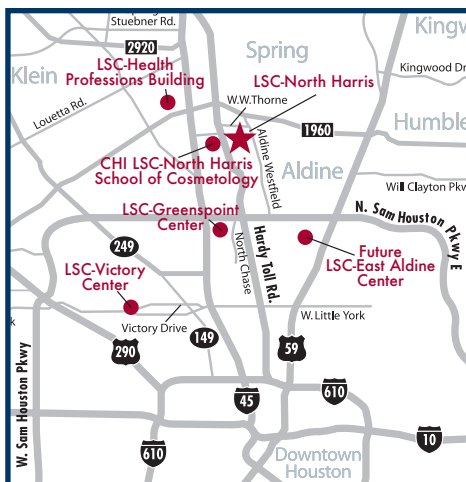 Stuebner Rd.
2920
Spring
Kingw
Klein
LSC-Health
Professions Building
LSC-North Harris
Kingwood Dr
Louetta Rd.
W.W.Thorne
1960
Humble
CHI LSC-North Harris
School of Cosmetology
Aldine Westfield
Aldine
Will Clayton Pkw
LSC-Greenspoint
Center
N. Sam Houston Pkwy E
249
North Chase
Hardy Toll Rd.
Future
LSC-East Aldine
Center
LSC-Victory
Center
k
Victory Drive
W. Little York
290
149
59
W. Sam Houston Pkwy
45
610
10
610
Downtown
Houston